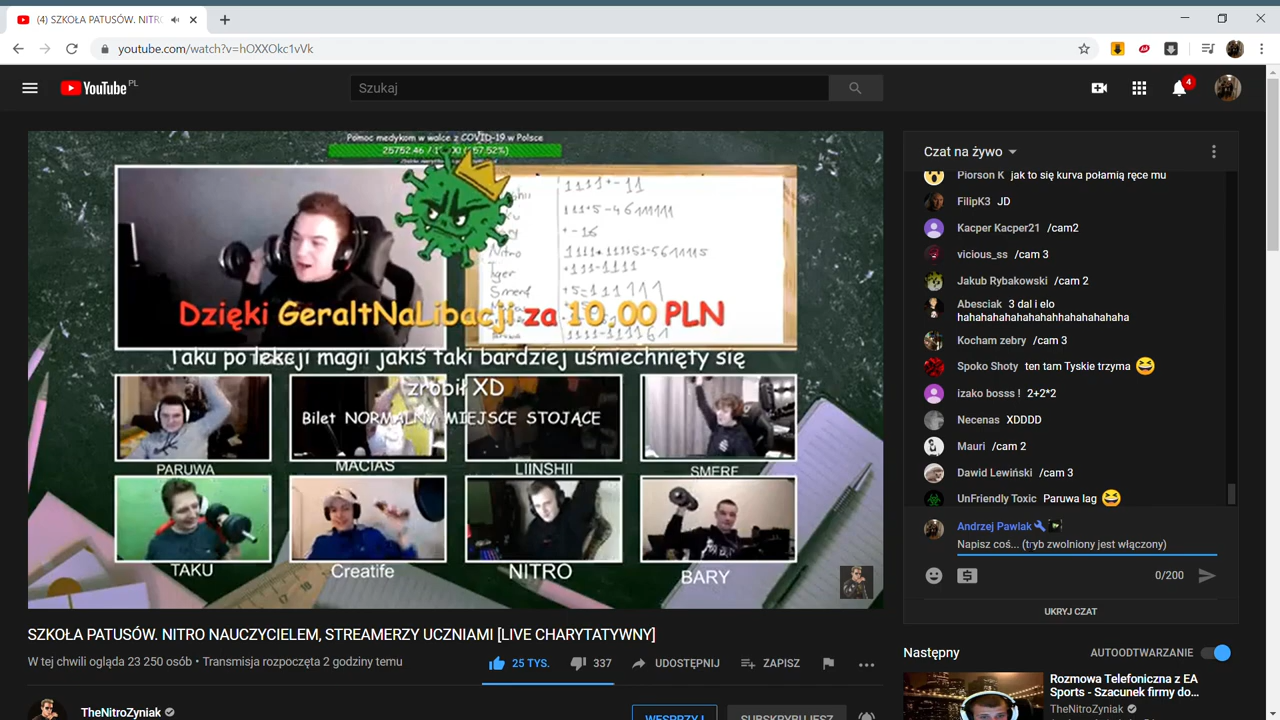 (4) SZKOŁA PATUSÓW. NITR
youtube.com/watch?v=hOXXOkc1vVk
YouTube PL
Szukaj
4
Pomoc medykom w walce z COVID-19 w Polsce
25752.46
Nitro
Tiger
Smerf
Dzięki GeraltNaLibacji za 10,00 PLN
Taku po lekcji magii jakiś taki bardziej uśmiechnięty się
zrobił XD
Bilet NORMALNY MIEJSCE STOJĄCE
PARUWA
MACIAS
LIINSHII
SMERF
TAKU
Creatife
NITRO
BARY
SZKOŁA PATUSÓW. NITRO NAUCZYCIELEM, STREAMERZY UCZNIAMI [LIVE CHARYTATYWNY]
W tej chwili ogląda 23 250 osób • Transmisja rozpoczęta 2 godziny temu
25 TYS.
337
UDOSTĘPNIJ
ZAPISZ
TheNitroZyniak
WESPRZYJ
SUBSKRYBUJESZ
Czat na żywo
Piorson K jak to się kurva połamią ręce mu
FilipK3 JD
Kacper Kacper21 /cam2
vicious_ss /cam 3
Jakub Rybakowski /cam 2
Abesciak 3 dal i elo
hahahahahahahahhahahahahaha
Kocham zebry /cam 3
Spoko Shoty ten tam Tyskie trzyma
izako bosss ! 2+2*2
Necenas XDDDD
Mauri /cam 2
Dawid Lewiński /cam 3
UnFriendly Toxic Paruwa lag
Andrzej Pawlak
Napisz coś... (tryb zwolniony jest włączony)
0/200
UKRYJ CZAT
Następny
AUTOODTWARZANIE
Rozmowa Telefoniczna z EA
Sports - Szacunek firmy do...
TheNitroZyniak